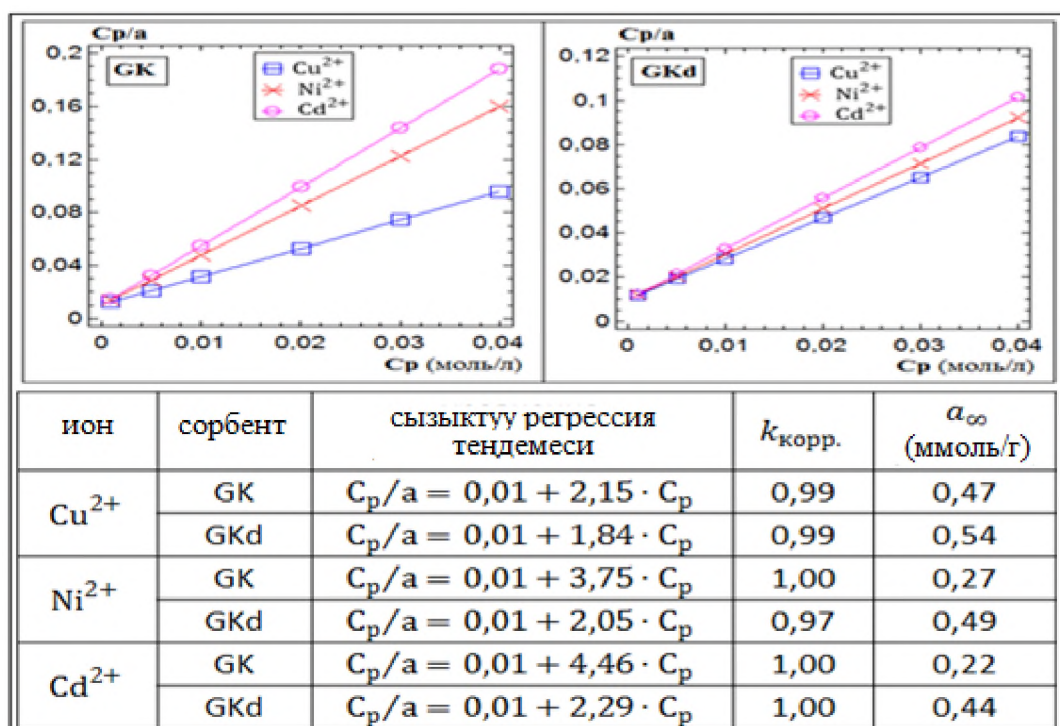 Cp/a
0,2
0,16
0,12
0,08
0,04
0
GK
Cu²⁺
Ni²⁺
Cd²⁺
0 0,01 0,02 0,03 0,04
Cp (моль/л)
Cp/a
0,12
0,1
0,08
0,06
0,04
0,02
0
GKd
Cu²⁺
Ni²⁺
Cd²⁺
0 0,01 0,02 0,03 0,04
Cp (моль/л)
ион сорбент сызыктуу регрессия тендемеси k корр. a∞ (ммоль/г)
Cu²⁺ GK Cₚ/a = 0,01 + 2,15 · Cₚ 0,99 0,47
GKd Cₚ/a = 0,01 + 1,84 · Cₚ 0,99 0,54
Ni²⁺ GK Cₚ/a = 0,01 + 3,75 · Cₚ 1,00 0,27
GKd Cₚ/a = 0,01 + 2,05 · Cₚ 0,97 0,49
Cd²⁺ GK Cₚ/a = 0,01 + 4,46 · Cₚ 1,00 0,22
GKd Cₚ/a = 0,01 + 2,29 · Cₚ 1,00 0,44